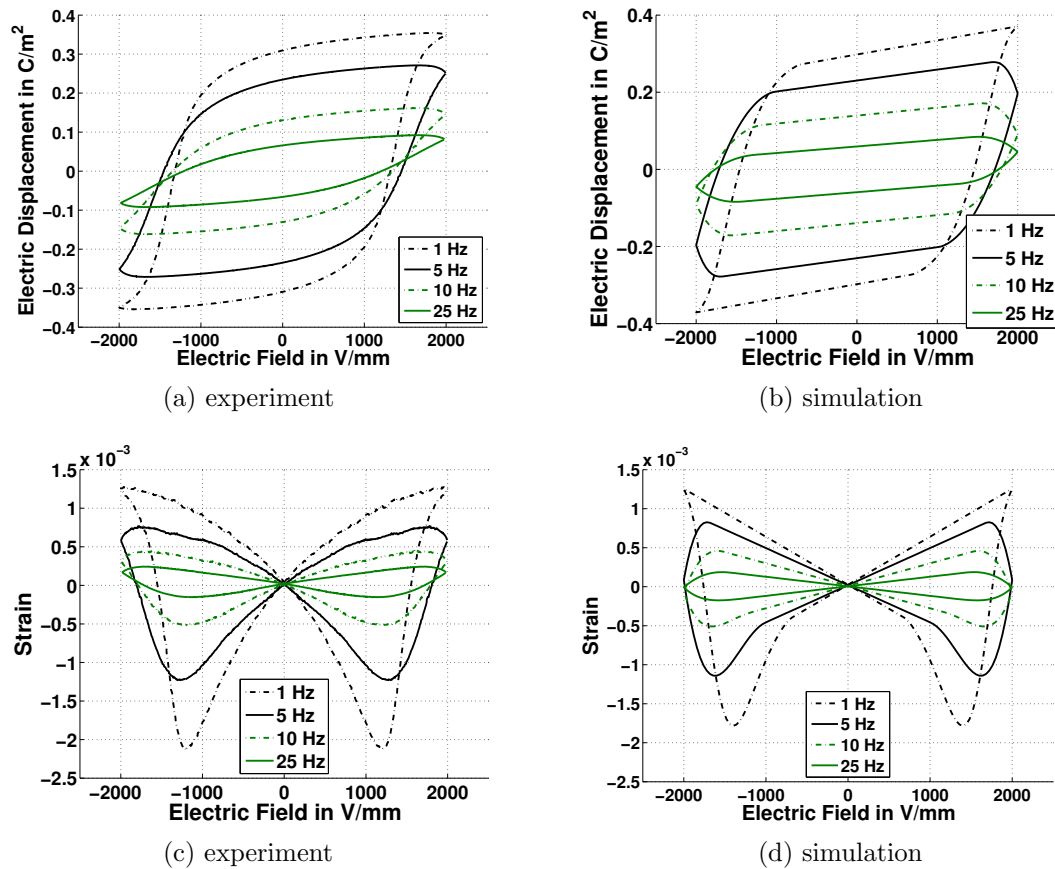 0.4
0.3
0.2
0.1
0
−0.1
−0.2
−0.3
−0.4
Electric Displacement in C/m²
1 Hz
5 Hz
10 Hz
25 Hz
−2000 −1000 0 1000 2000
Electric Field in V/mm
(a) experiment
0.4
0.2
0
−0.2
−0.4
Electric Displacement in C/m²
1 Hz
5 Hz
10 Hz
25 Hz
−2000 −1000 0 1000 2000
Electric Field in V/mm
(b) simulation
x 10⁻³
1.5
1
0.5
0
−0.5
−1
−1.5
−2
−2.5
Strain
1 Hz
5 Hz
10 Hz
25 Hz
−2000 −1000 0 1000 2000
Electric Field in V/mm
(c) experiment
x 10⁻³
1.5
1
0.5
0
−0.5
−1
−1.5
−2
−2.5
Strain
1 Hz
5 Hz
10 Hz
25 Hz
−2000 −1000 0 1000 2000
Electric Field in V/mm
(d) simulation